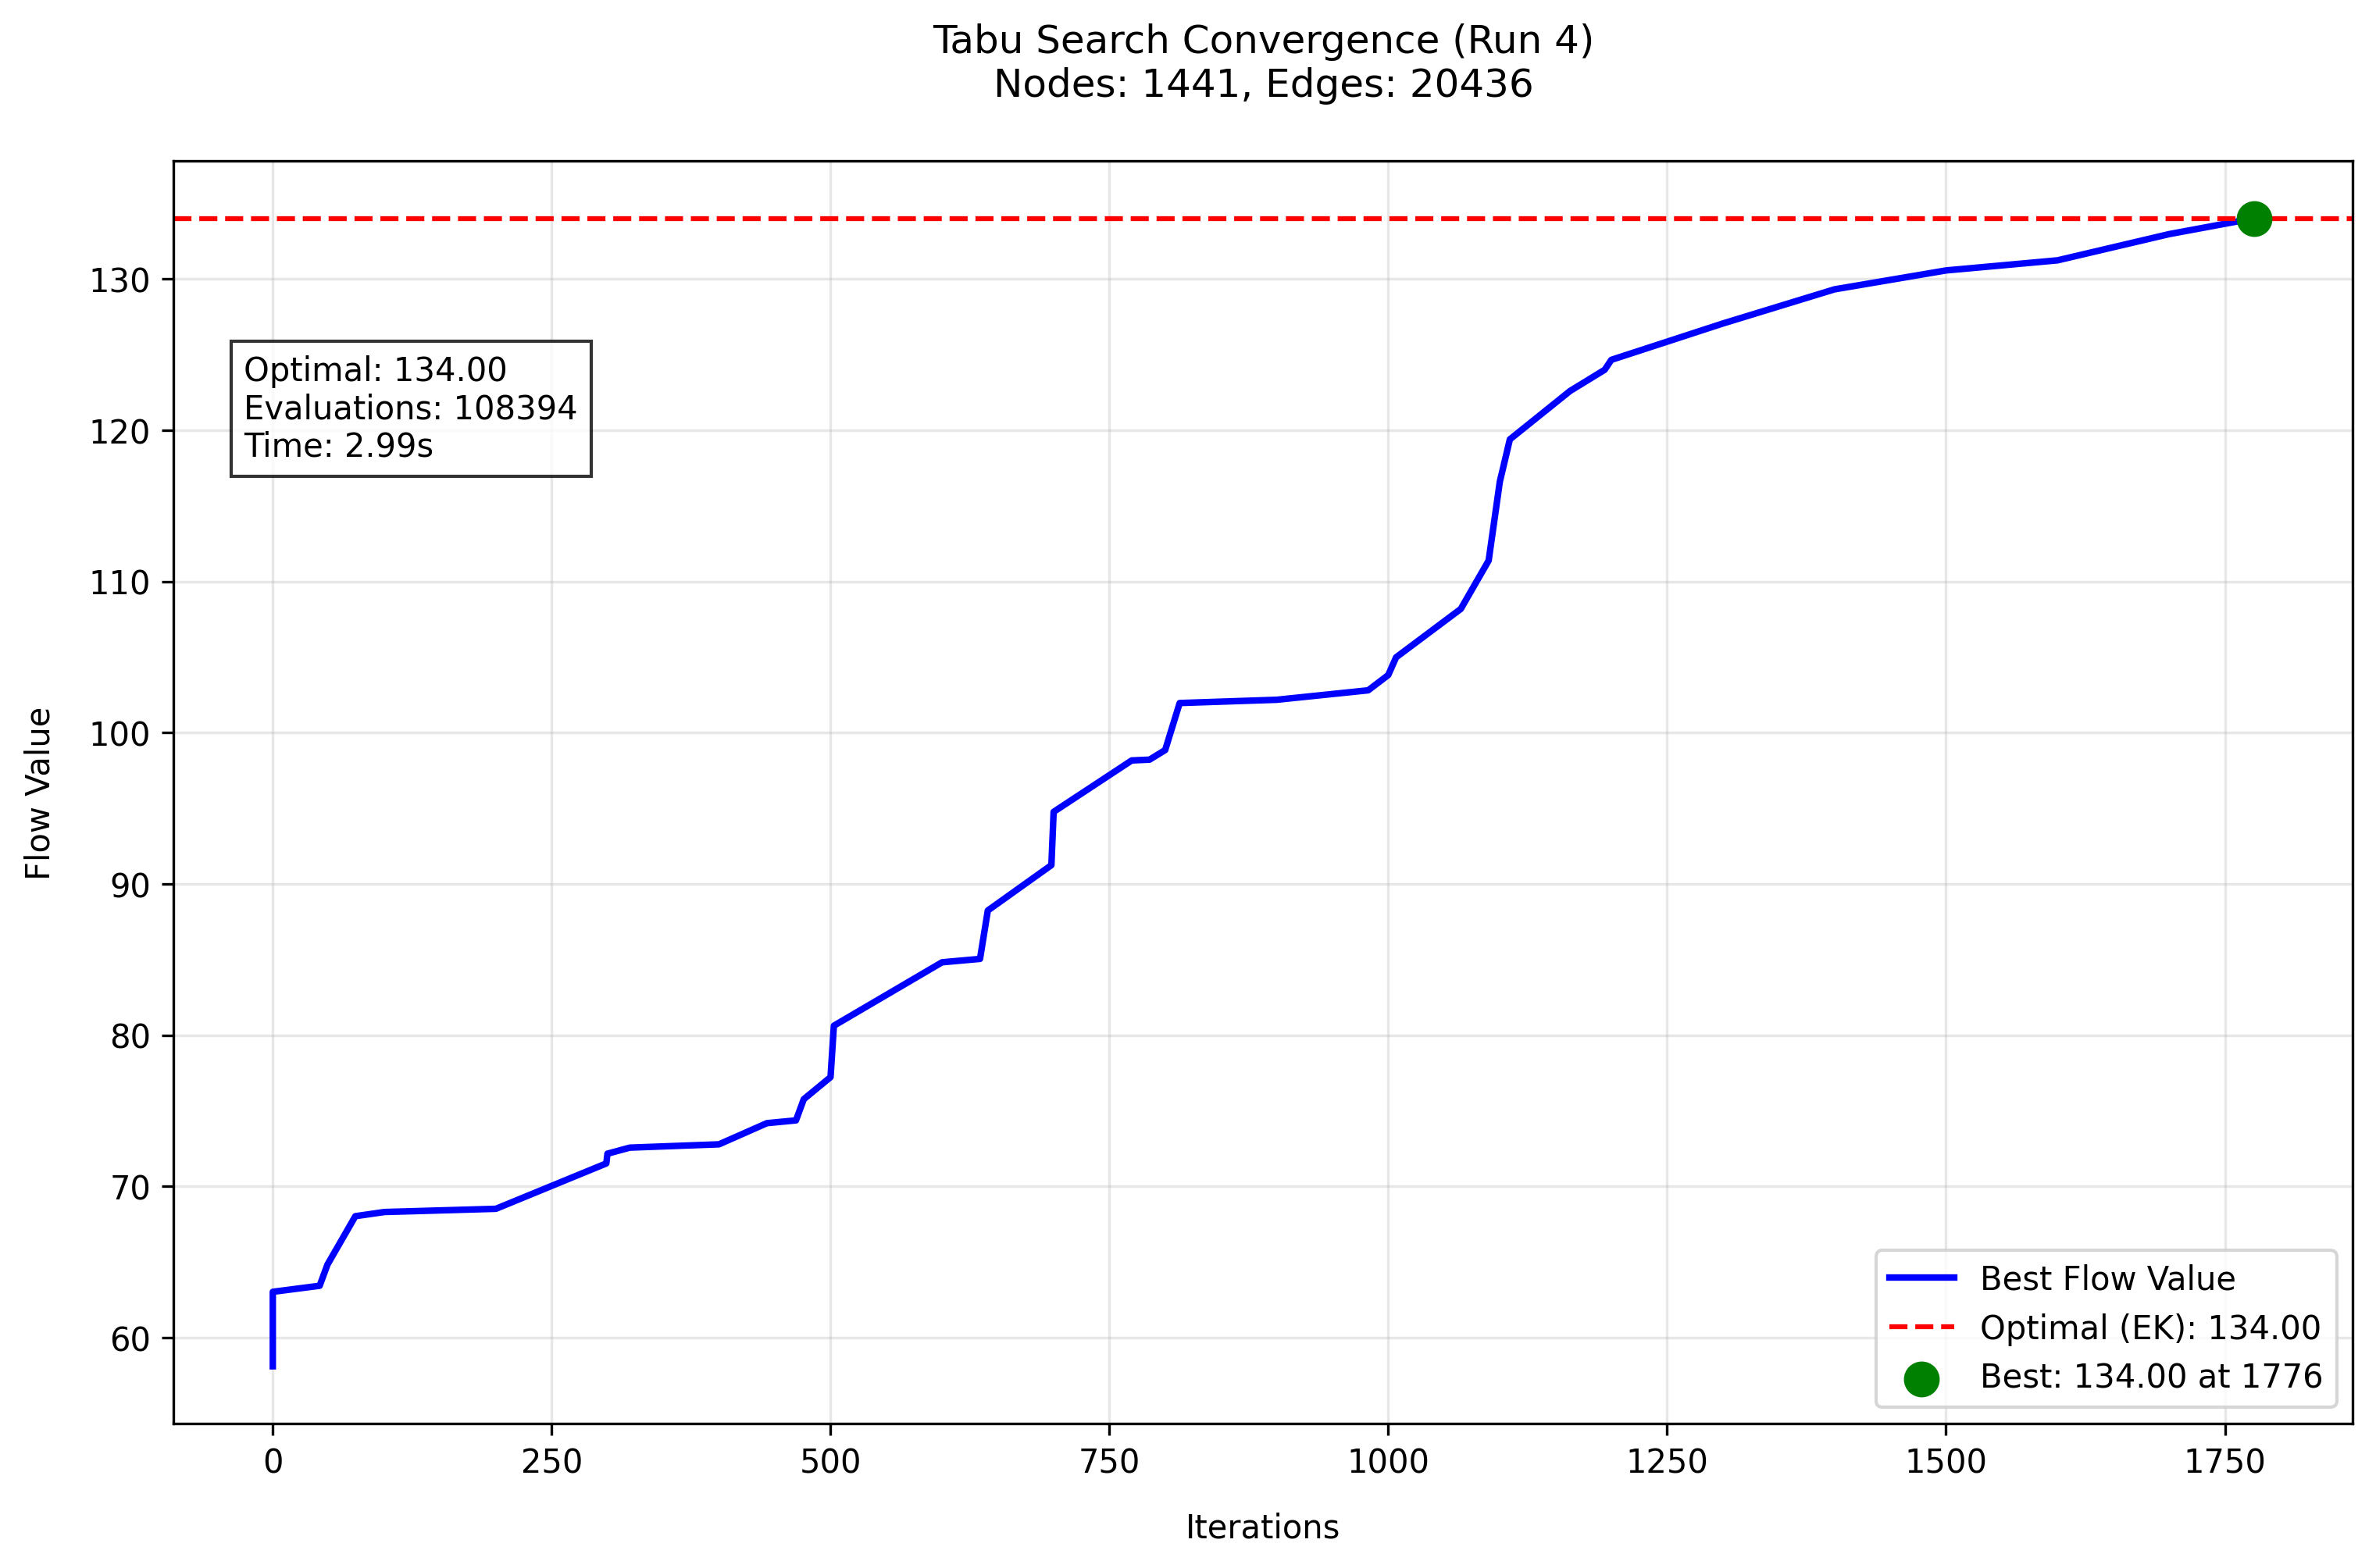 Tabu Search Convergence (Run 4)
Nodes: 1441, Edges: 20436
Flow Value
130
120
110
100
90
80
70
60
Optimal: 134.00
Evaluations: 108394
Time: 2.99s
Best Flow Value
Optimal (EK): 134.00
Best: 134.00 at 1776
0 250 500 750 1000 1250 1500 1750
Iterations